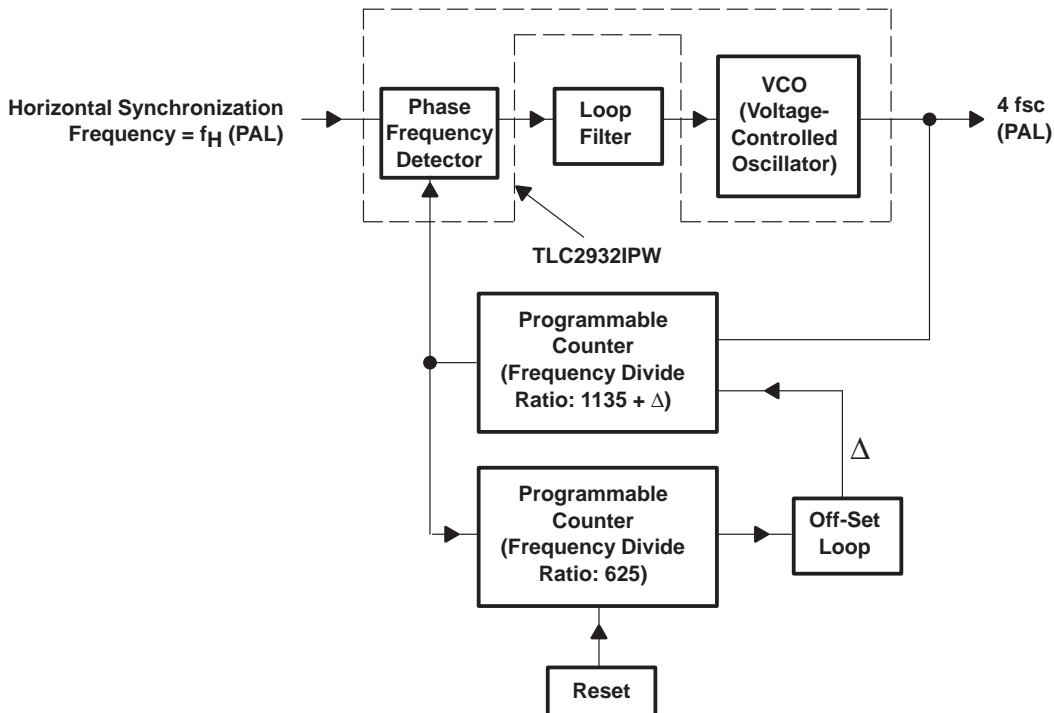 Horizontal Synchronization
Frequency = fH (PAL)
Phase
Frequency
Detector
Loop
Filter
VCO
(Voltage-
Controlled
Oscillator)
4 fsc
(PAL)
TLC2932IPW
Programmable
Counter
(Frequency Divide
Ratio: 1135 + Δ)
Δ
Programmable
Counter
(Frequency Divide
Ratio: 625)
Off-Set
Loop
Reset